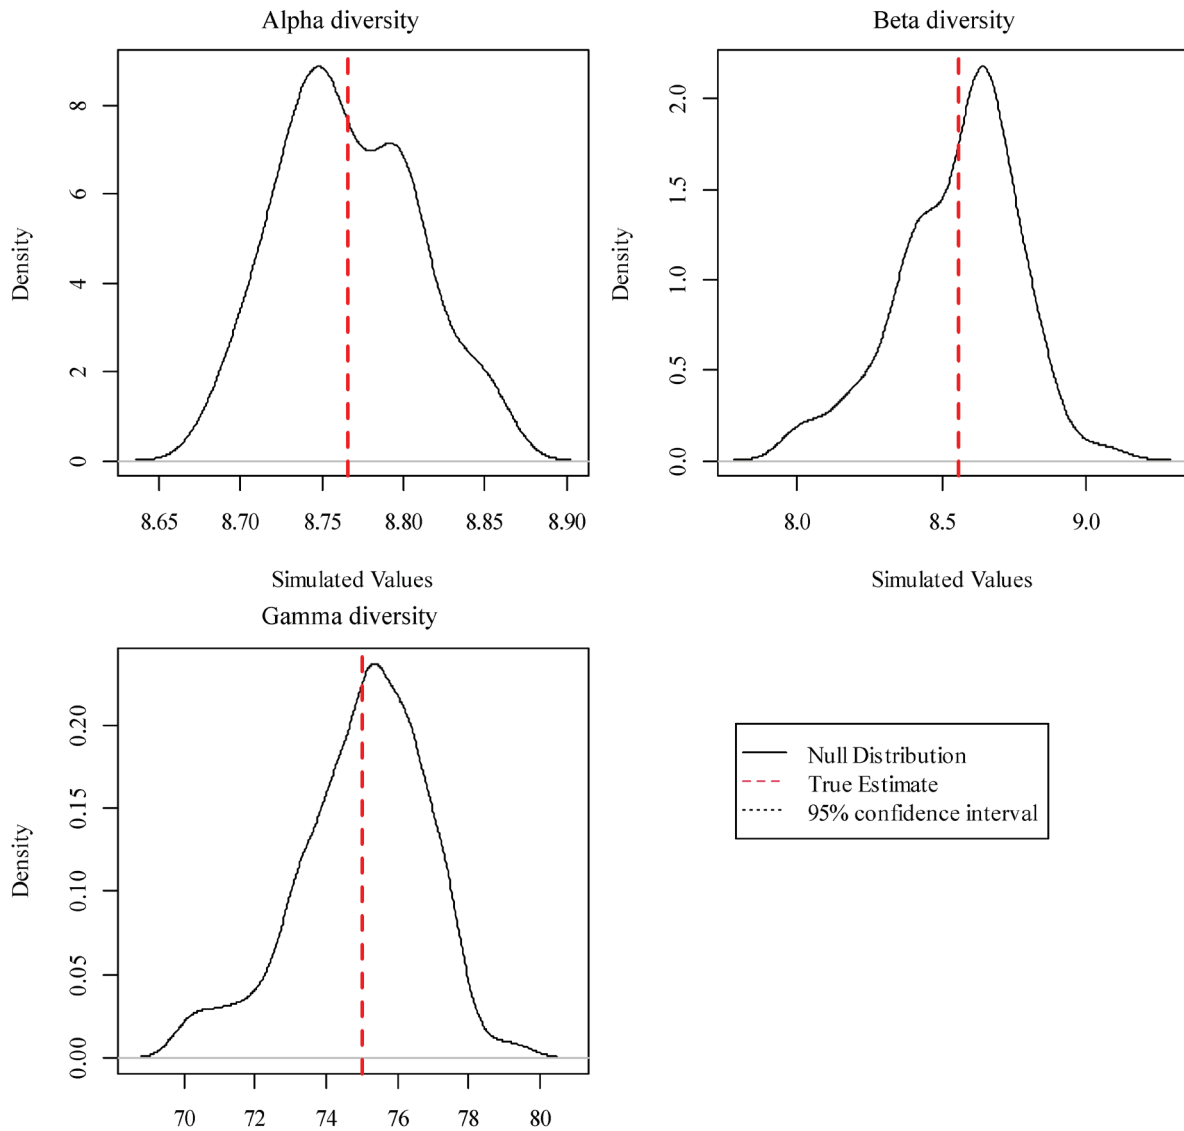 Alpha diversity
Density
0
2
4
6
8
8.65 8.70 8.75 8.80 8.85 8.90
Simulated Values
Beta diversity
Density
0.0
0.5
1.0
1.5
2.0
8.0 8.5 9.0
Simulated Values
Gamma diversity
Density
0.00
0.05
0.10
0.15
0.20
70 72 74 76 78 80
Null Distribution
True Estimate
95% confidence interval